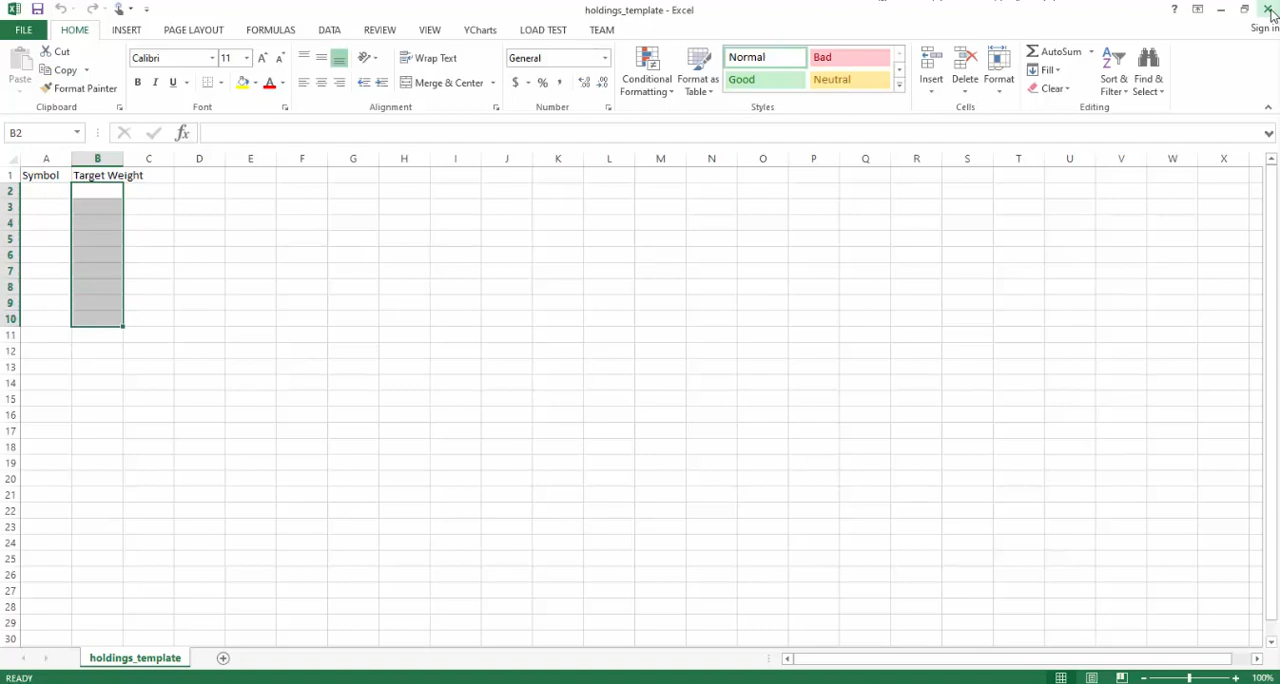 holdings_template - Excel
?
Sign in
FILE HOME INSERT PAGE LAYOUT FORMULAS DATA REVIEW VIEW YCharts LOAD TEST TEAM
Paste
Cut
Copy
Format Painter
Clipboard
Calibri 11 A A
B I U A
Font
Wrap Text
Merge & Center
Alignment
General
$ % ,
Number
Conditional Formatting
Format as Table
Normal Bad
Good Neutral
Styles
Insert
Delete
Format
Cells
AutoSum
Fill
Clear
Sort & Filter
Find & Select
Editing
B2
fx
A B C D E F G H I J K L M N O P Q R S T U V W X
1 Symbol Target Weight
2
3
4
5
6
7
8
9
10
11
12
13
14
15
16
17
18
19
20
21
22
23
24
25
26
27
28
29
30
holdings_template
READY
100%